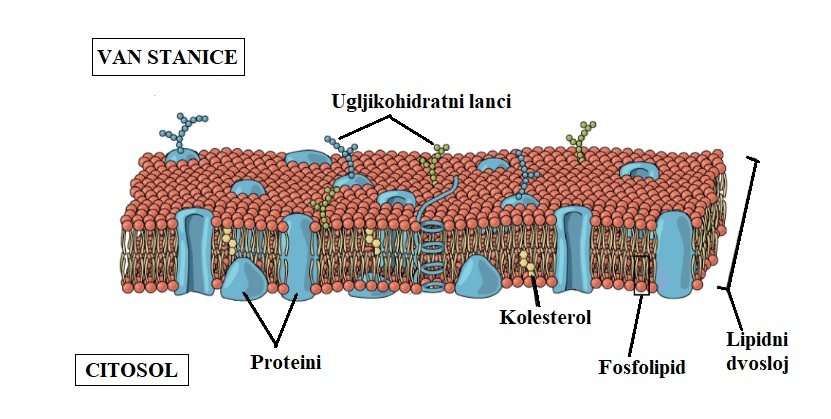 VAN STANICE
Ugljikohidratni lanci
Kolesterol
Lipidni
dvosloj
Proteini
Fosfolipid
CITOSOL